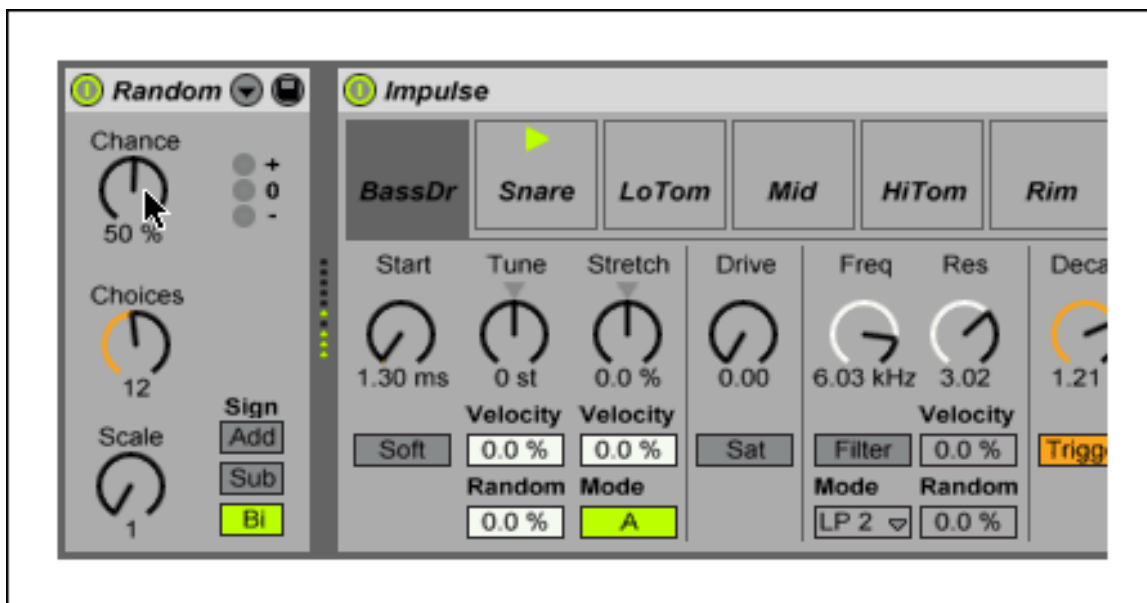 Random
Chance
+
0
-
50 %
Choices
12
Sign
Add
Scale
Sub
1
Bi
Impulse
BassDr Snare LoTom Mid HiTom Rim
Start Tune Stretch Drive Freq Res Deca
1.30 ms 0 st 0.0 % 0.00 6.03 kHz 3.02 1.21
Velocity Velocity Velocity
Soft 0.0 % 0.0 % Sat Filter 0.0 % Trigg
Random Mode Mode Random
0.0 % A LP 2 0.0 %